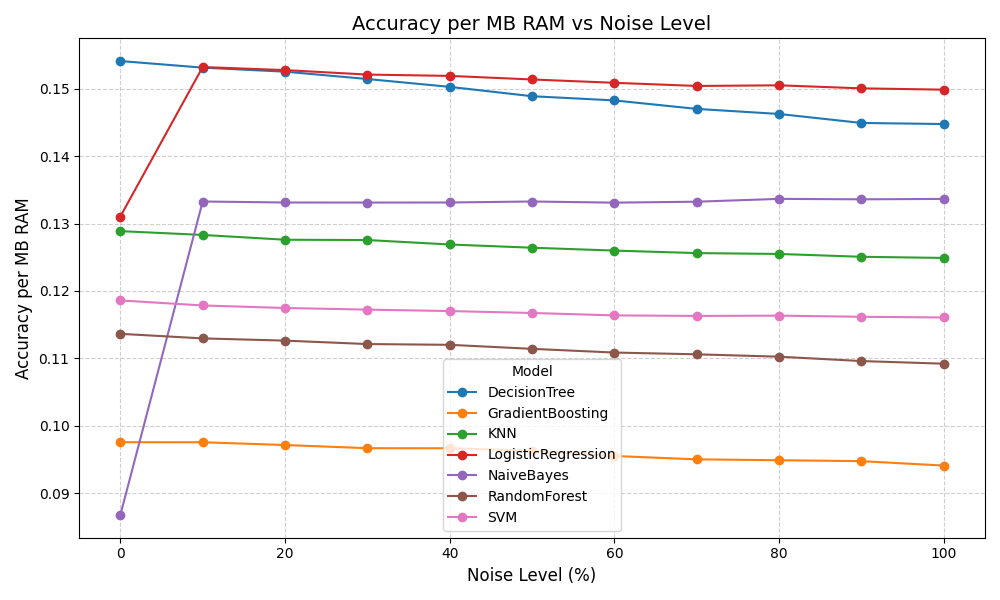 Accuracy per MB RAM vs Noise Level
Accuracy per MB RAM
0.15
0.14
0.13
0.12
0.11
0.10
0.09
Model
DecisionTree
GradientBoosting
KNN
LogisticRegression
NaiveBayes
RandomForest
SVM
0 20 40 60 80 100
Noise Level (%)